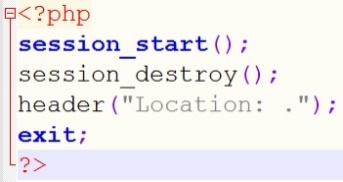 <?php
session_start();
session_destroy();
header("Location: .");
exit;
?>